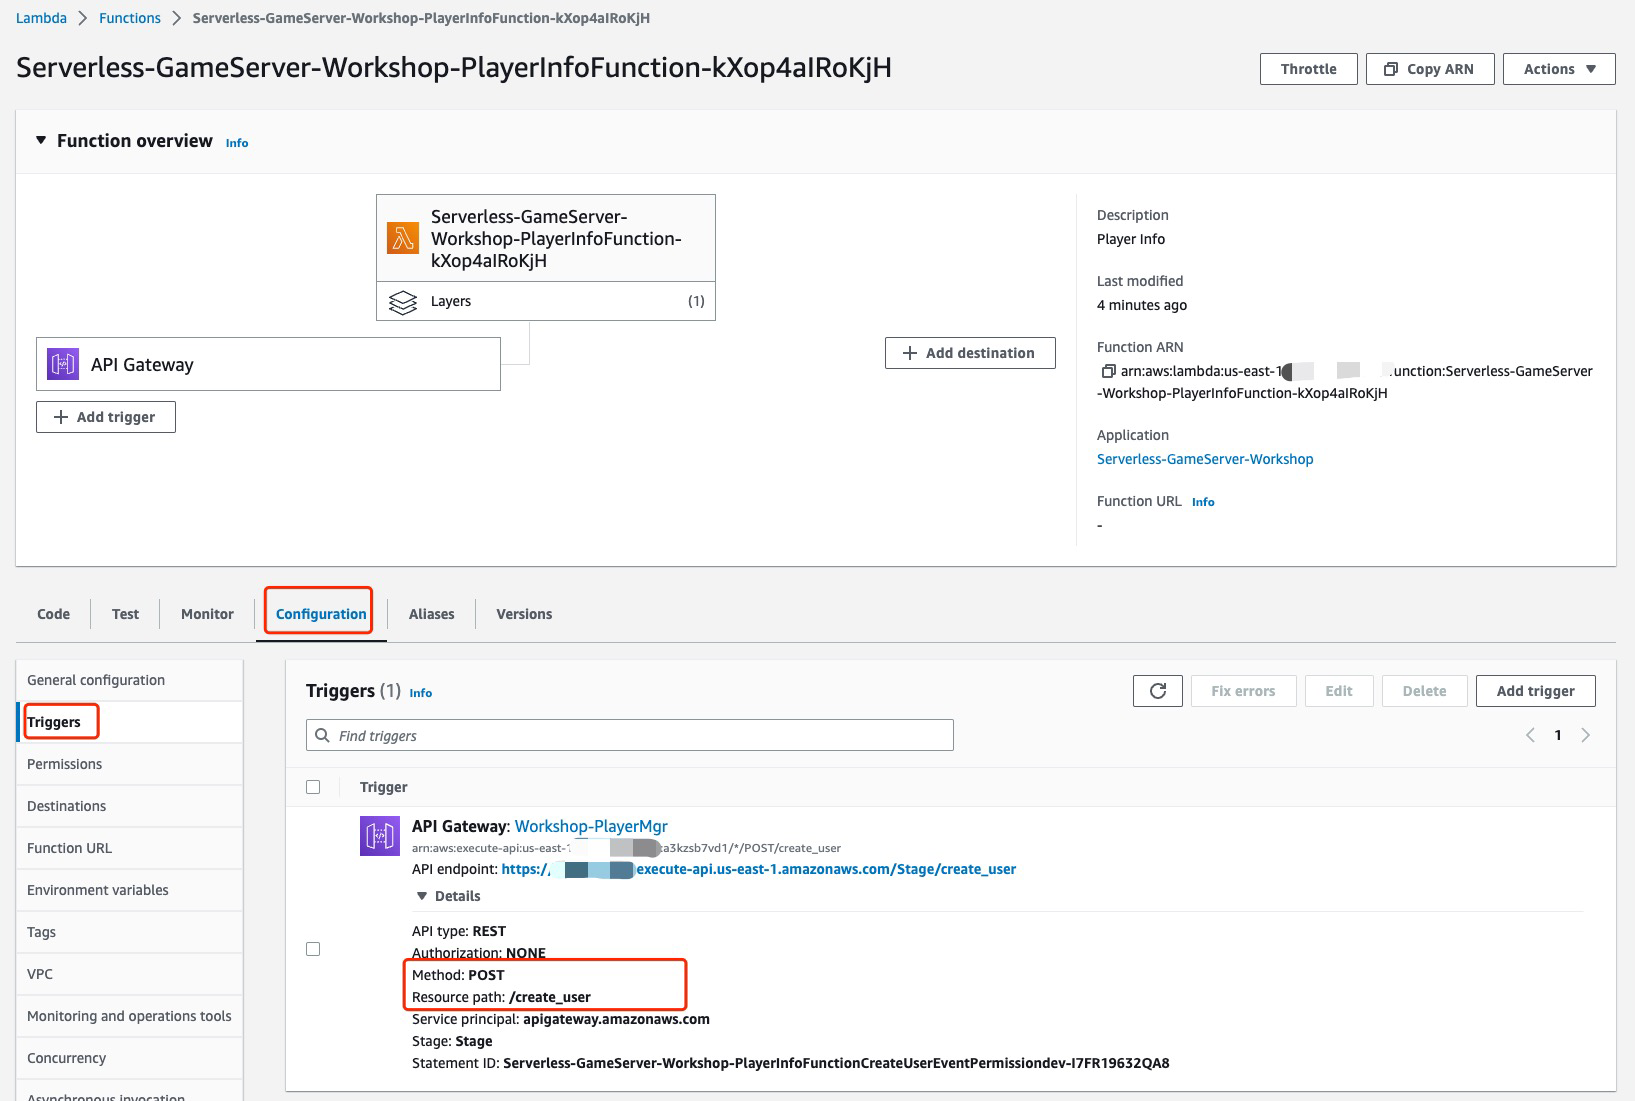 Lambda > Functions > Serverless-GameServer-Workshop-PlayerInfoFunction-kXop4aIRoKjH
Serverless-GameServer-Workshop-PlayerInfoFunction-kXop4aIRoKjH
Throttle
Copy ARN
Actions
Function overview Info
Serverless-GameServer-
Workshop-PlayerInfoFunction-
kXop4aIRoKjH
Layers (1)
API Gateway
+ Add trigger
+ Add destination
Description
Player Info
Last modified
4 minutes ago
Function ARN
arn:aws:lambda:us-east-1 unction:Serverless-GameServer
-Workshop-PlayerInfoFunction-kXop4aIRoKjH
Application
Serverless-GameServer-Workshop
Function URL Info
-
Code
Test
Monitor
Configuration
Aliases
Versions
General configuration
Triggers
Permissions
Destinations
Function URL
Environment variables
Tags
VPC
Monitoring and operations tools
Concurrency
Asynchronous invocation
Triggers (1) Info
Fix errors
Edit
Delete
Add trigger
Find triggers
< 1 >
Trigger
API Gateway: Workshop-PlayerMgr
arn:aws:execute-api:us-east- a3kzsb7vd1/*/POST/create_user
API endpoint: https:/ execute-api.us-east-1.amazonaws.com/Stage/create_user
Details
API type: REST
Authorization: NONE
Method: POST
Resource path: /create_user
Service principal: apigateway.amazonaws.com
Stage: Stage
Statement ID: Serverless-GameServer-Workshop-PlayerInfoFunctionCreateUserEventPermissiondev-I7FR19632QA8